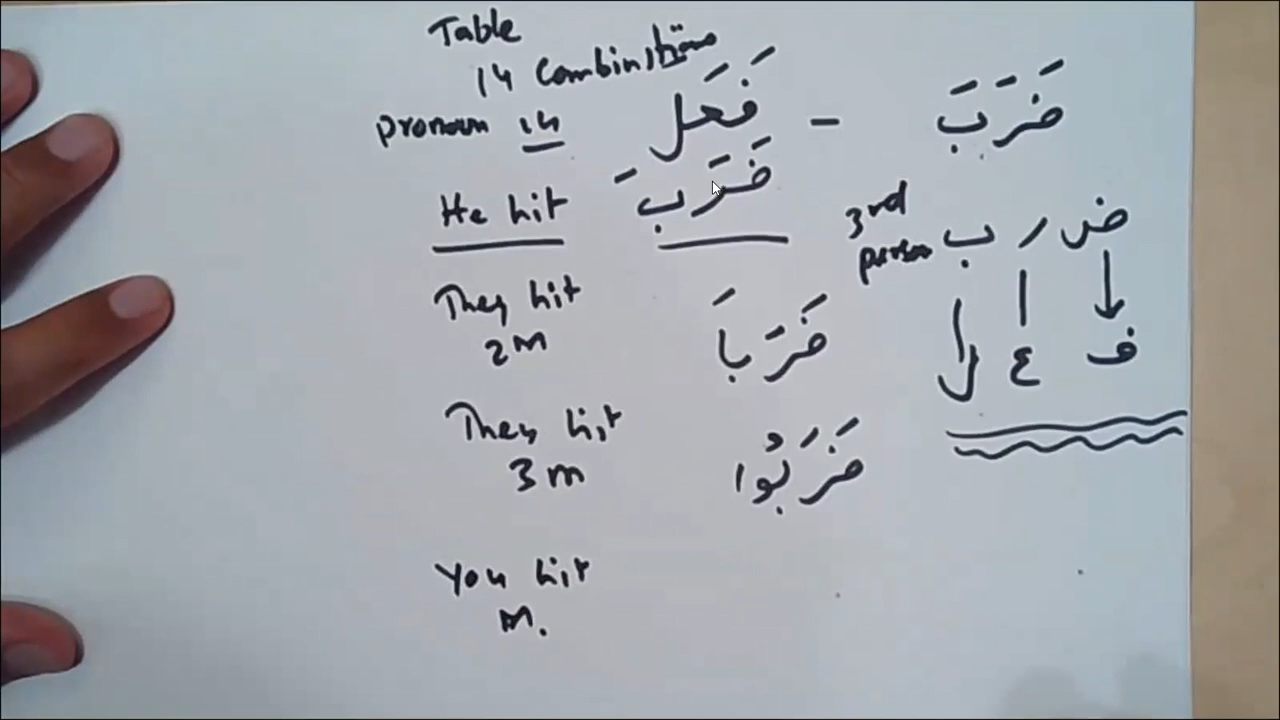 Table
14 Combinations
pronoun 14
فَعَل - ضَرَبَ
He hit ضَرَبَ
3rd person
ض ر ب
ف ع ل
They hit ضَرَبَا
2M
They hit ضَرَبُوا
3m
You hit
M.